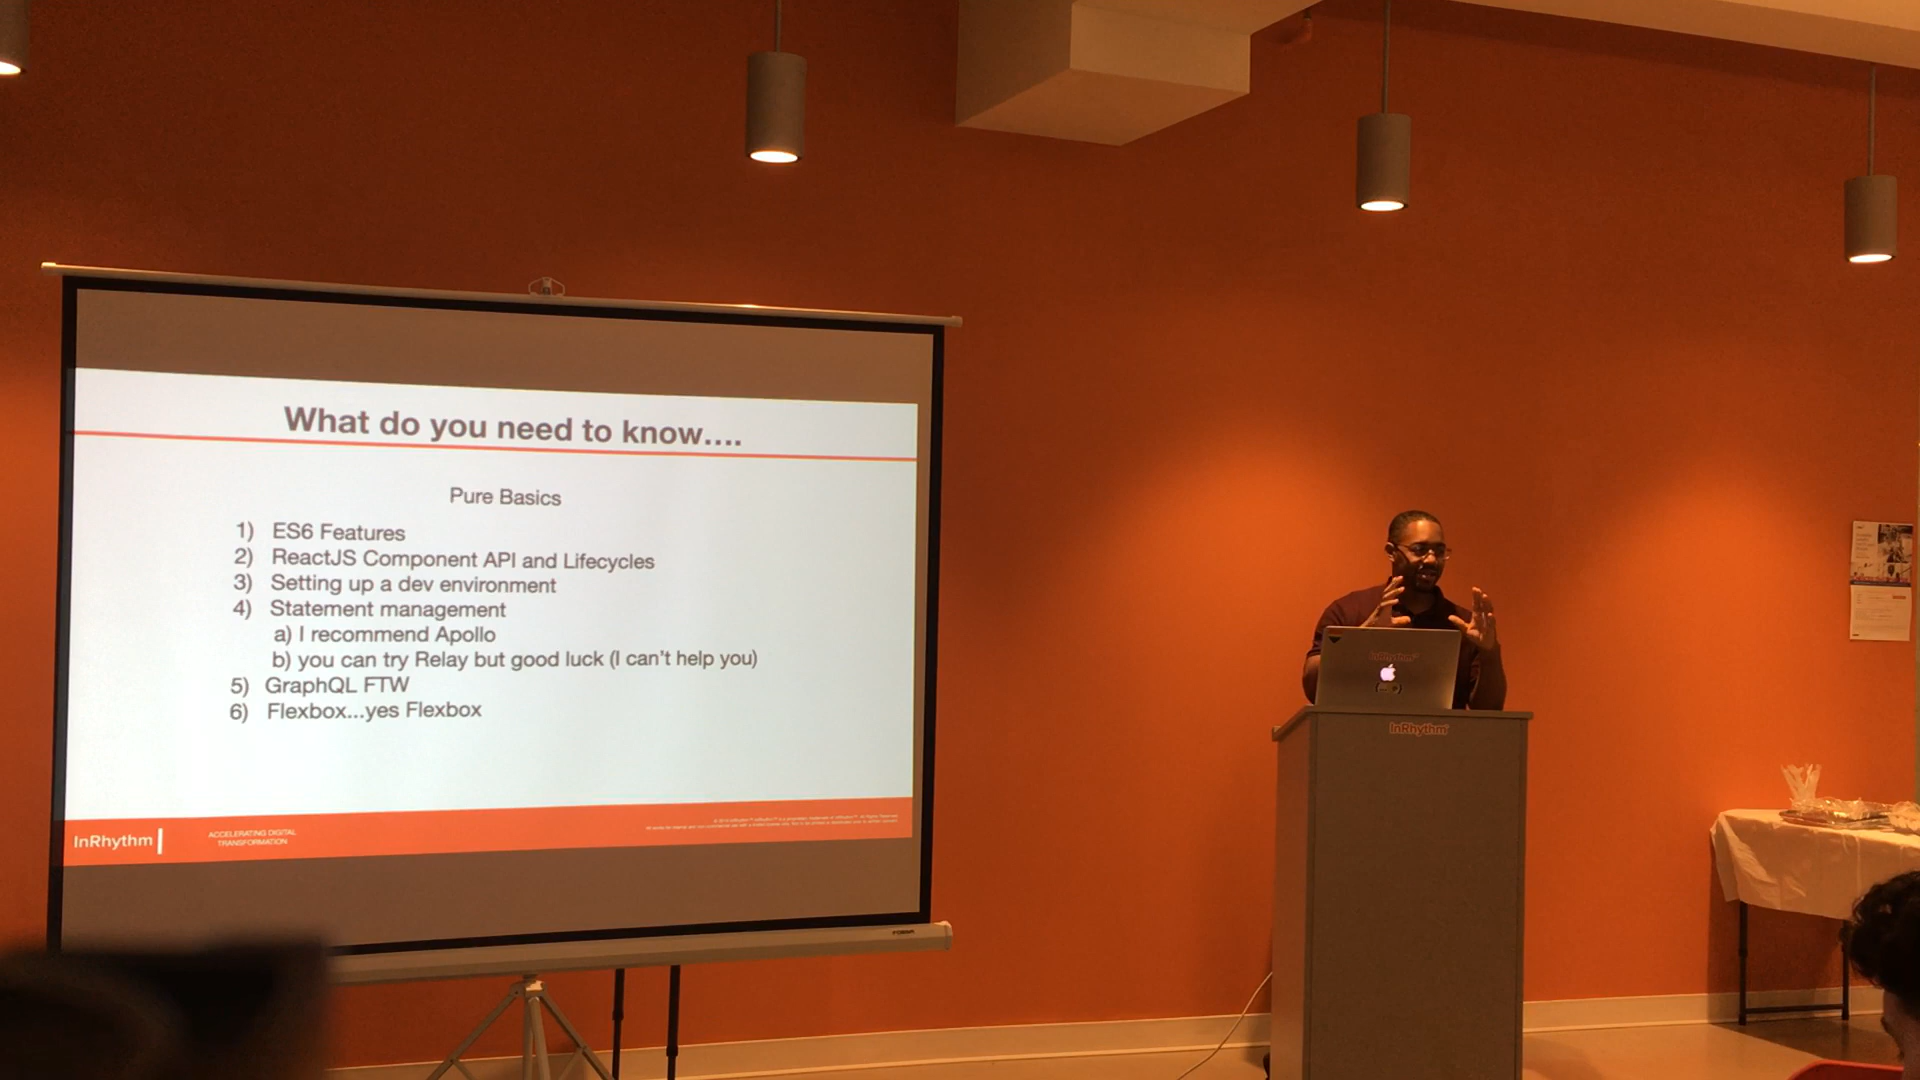 What do you need to know....
Pure Basics
1) ES6 Features
2) ReactJS Component API and Lifecycles
3) Setting up a dev environment
4) Statement management
a) I recommend Apollo
b) you can try Relay but good luck (I can't help you)
5) GraphQL FTW
6) Flexbox...yes Flexbox
InRhythm
ACCELERATING DIGITAL
TRANSFORMATION
InRhythm
InRhythm